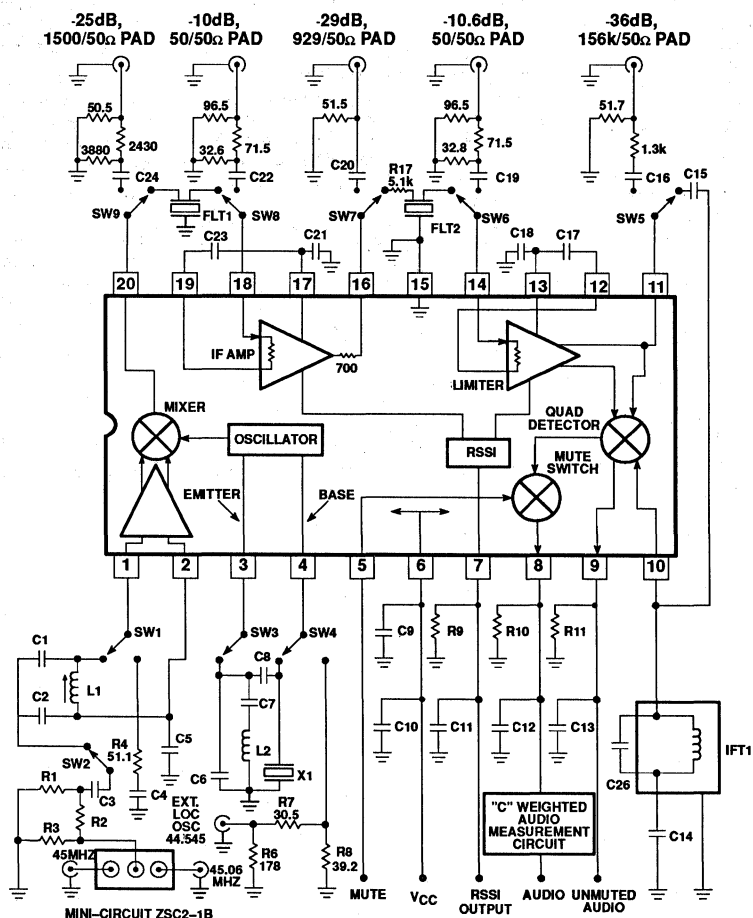 -25dB, -10dB, -29dB, -10.6dB, -36dB,
1500/50Ω PAD 50/50Ω PAD 929/50Ω PAD 50/50Ω PAD 156k/50Ω PAD
50.5 96.5 51.5 96.5 51.7
3880 2430 32.6 71.5 32.8 71.5 1.3k
C24 C22 C20 R17 5.1k C19 C16 C15
SW9 FLT1 SW8 SW7 FLT2 SW6 SW5
C23 C21 C18 C17
20 19 18 17 16 15 14 13 12 11
IF AMP 700 LIMITER
MIXER QUAD DETECTOR
OSCILLATOR RSSI MUTE SWITCH
EMITTER BASE
1 2 3 4 5 6 7 8 9 10
SW1 SW3 SW4
C1 L1 C8 C9 R9 R10 R11
C2 C7 C10 C11 C12 C13
R4 51.1 C5 L2 IFT1
SW2 C6 X1 C26
R1 C3 C4
R2 EXT. LOC OSC 44.545 R7 30.5 "C" WEIGHTED AUDIO MEASUREMENT CIRCUIT C14
R3 R6 178 R8 39.2
45MHZ 45.06 MHZ
MUTE VCC RSSI OUTPUT AUDIO UNMUTED AUDIO
MINI–CIRCUIT ZSC2–1B